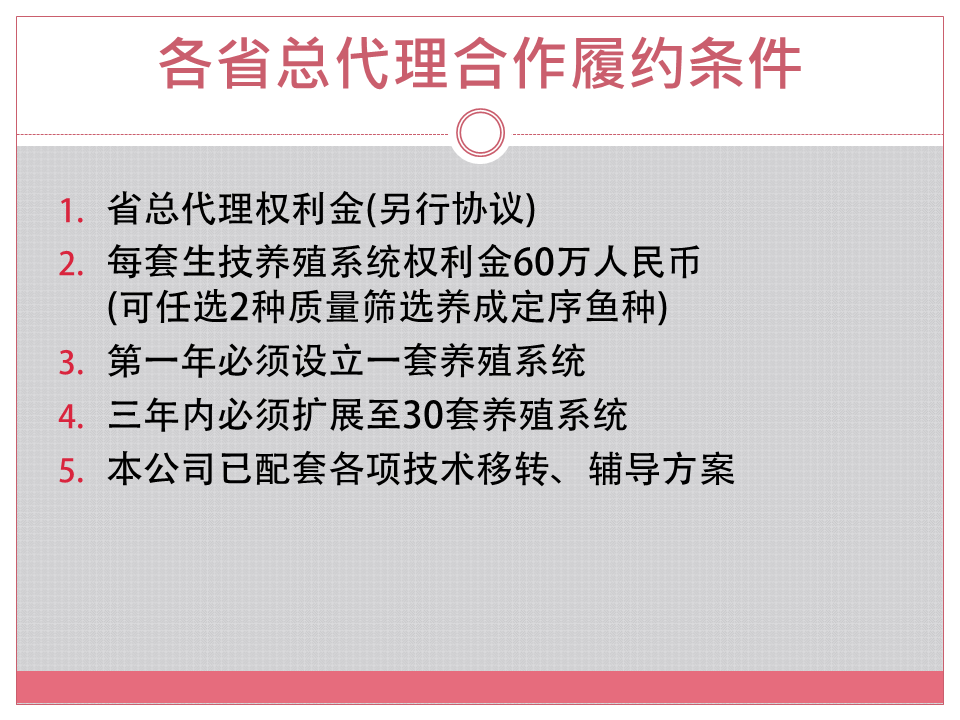 各省总代理合作履约条件
1. 省总代理权利金(另行协议)
2. 每套生技养殖系统权利金60万人民币
(可任选2种质量筛选养成定序鱼种)
3. 第一年必须设立一套养殖系统
4. 三年内必须扩展至30套养殖系统
5. 本公司已配套各项技术移转、辅导方案